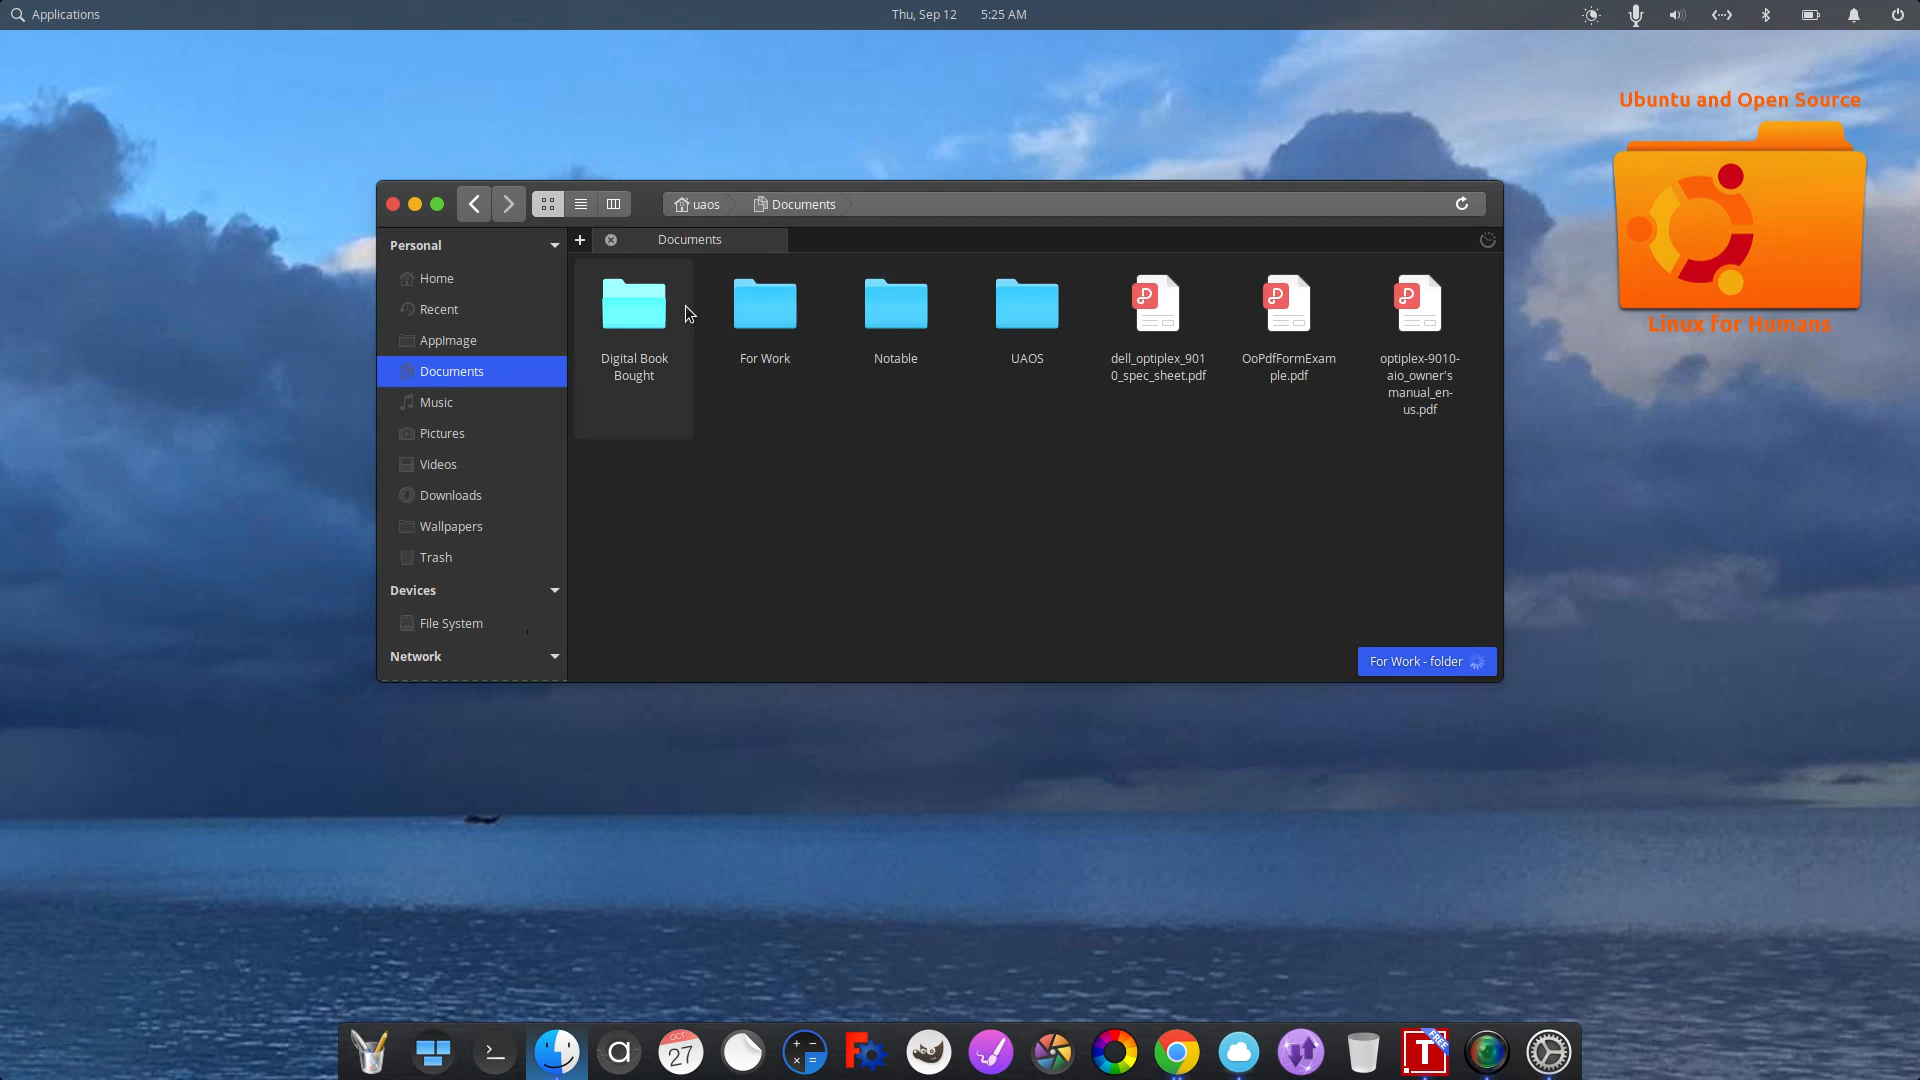 Applications
Thu, Sep 12 5:25 AM
Ubuntu and Open Source
Linux for Humans
uaos Documents
Documents
Personal
Home
Recent
AppImage
Documents
Music
Pictures
Videos
Downloads
Wallpapers
Trash
Devices
File System
Network
Digital Book
Bought
For Work
Notable
UAOS
dell_optiplex_901
0_spec_sheet.pdf
OoPdfFormExam
ple.pdf
optiplex-9010-
aio_owner's
manual_en-
us.pdf
For Work - folder
OCT
27
FREE
T